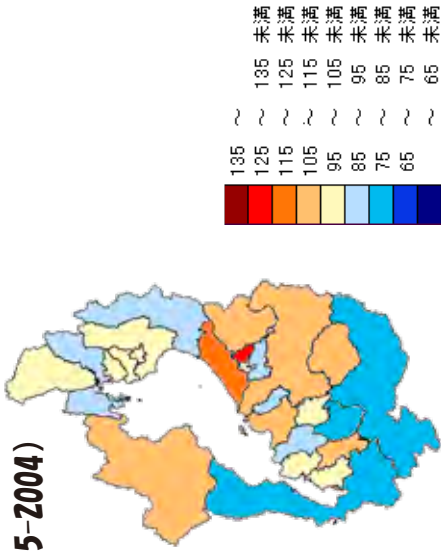 5-2004)
135 ～
125 ～ 135 未満
115 ～ 125 未満
105 ～ 115 未満
95 ～ 105 未満
85 ～ 95 未満
75 ～ 85 未満
65 ～ 75 未満
～ 65 未満